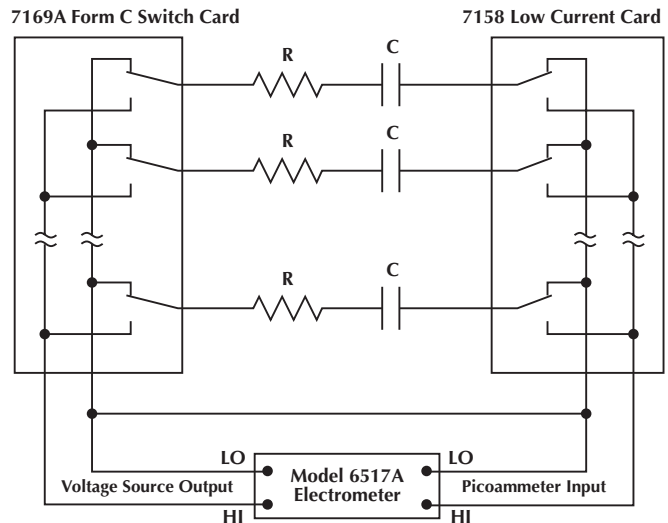 7169A Form C Switch Card
7158 Low Current Card
R
C
R
C
R
C
LO
LO
Voltage Source Output
Model 6517A
Electrometer
Picoammeter Input
HI
HI